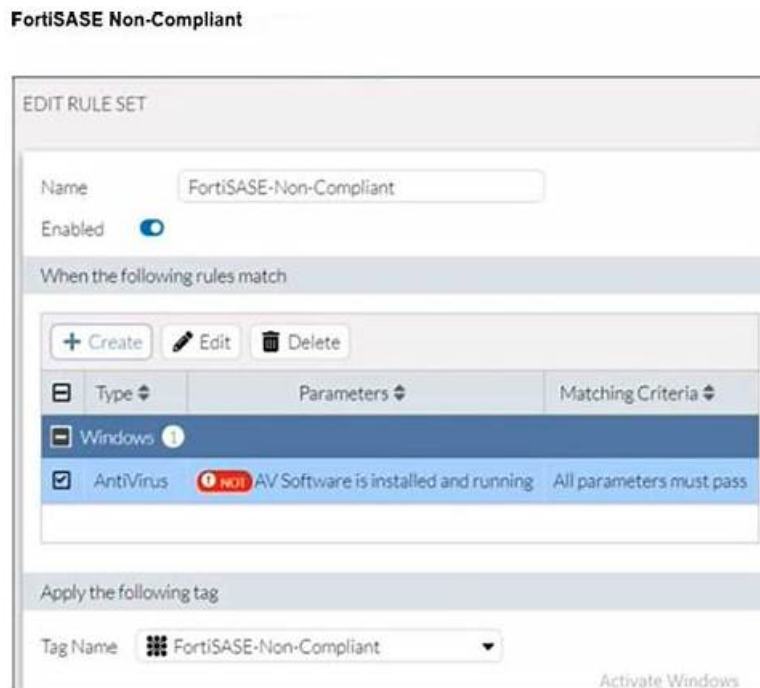 FortiSASE Non-Compliant
EDIT RULE SET
Name FortiSASE-Non-Compliant
Enabled
When the following rules match
Create Edit Delete
Type Parameters Matching Criteria
Windows 1
AntiVirus NOT AV Software is installed and running All parameters must pass
Apply the following tag
Tag Name FortiSASE-Non-Compliant
Activate Windows